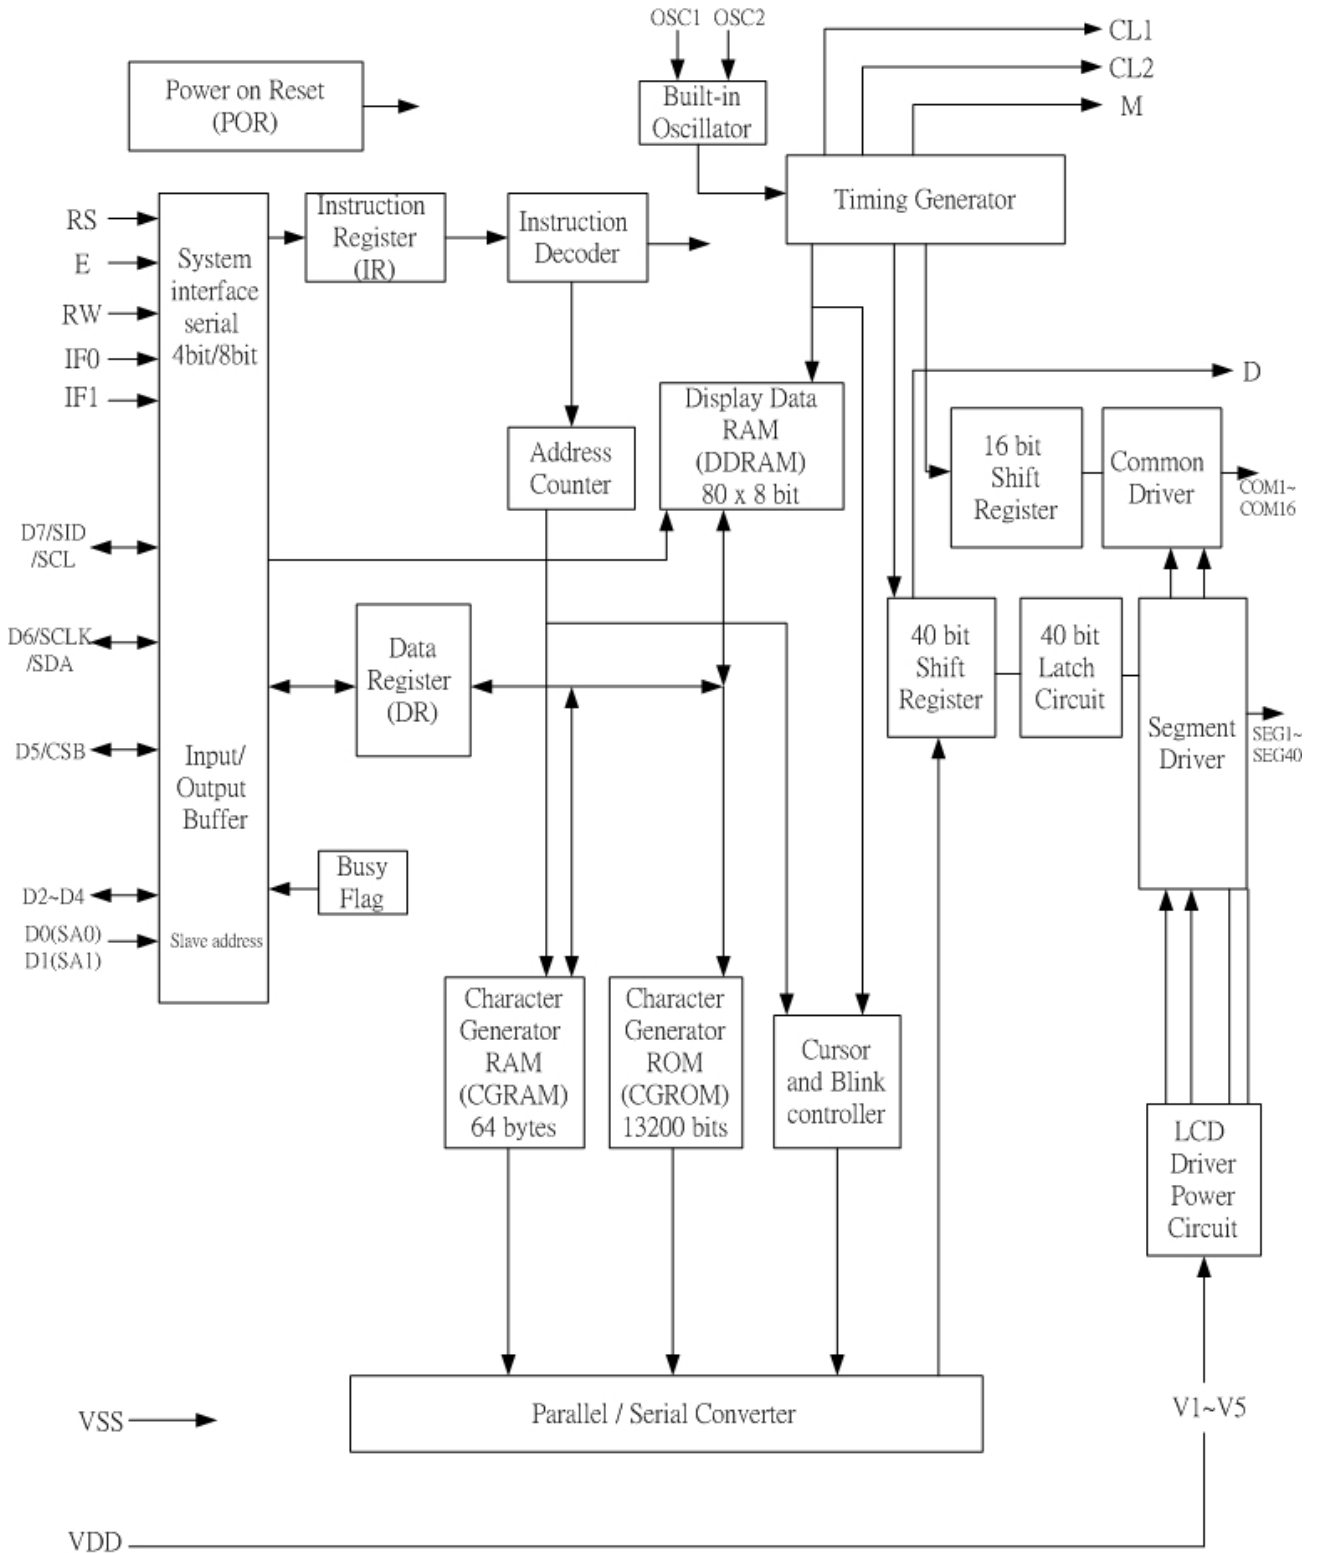 OSC1 OSC2
CL1
CL2
M
Power on Reset
(POR)
Built-in
Oscillator
Timing Generator
RS
E
RW
IF0
IF1
System
interface
serial
4bit/8bit
Instruction
Register
(IR)
Instruction
Decoder
D
Address
Counter
Display Data
RAM
(DDRAM)
80 x 8 bit
16 bit
Shift
Register
Common
Driver
COM1~
COM16
D7/SID
/SCL
D6/SCLK
/SDA
D5/CSB
Data
Register
(DR)
40 bit
Shift
Register
40 bit
Latch
Circuit
Segment
Driver
SEG1~
SEG40
Input/
Output
Buffer
Busy
Flag
D2~D4
D0(SA0)
D1(SA1)
Slave address
Character
Generator
RAM
(CGRAM)
64 bytes
Character
Generator
ROM
(CGROM)
13200 bits
Cursor
and Blink
controller
LCD
Driver
Power
Circuit
Parallel / Serial Converter
V1~V5
VSS
VDD